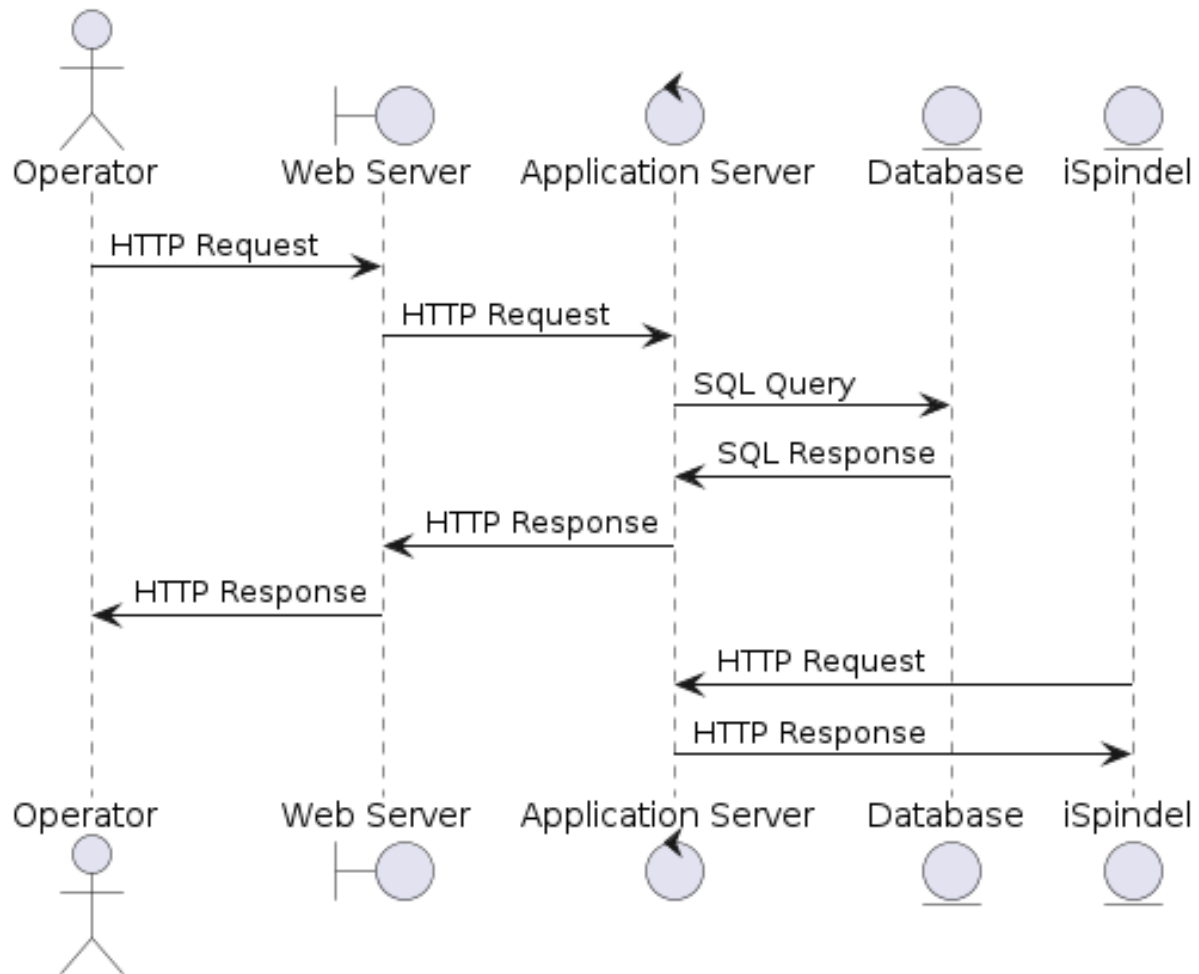 Operator
Web Server
Application Server
Database
iSpindel
HTTP Request
HTTP Request
SQL Query
SQL Response
HTTP Response
HTTP Response
HTTP Request
HTTP Response
Operator
Web Server
Application Server
Database
iSpindel